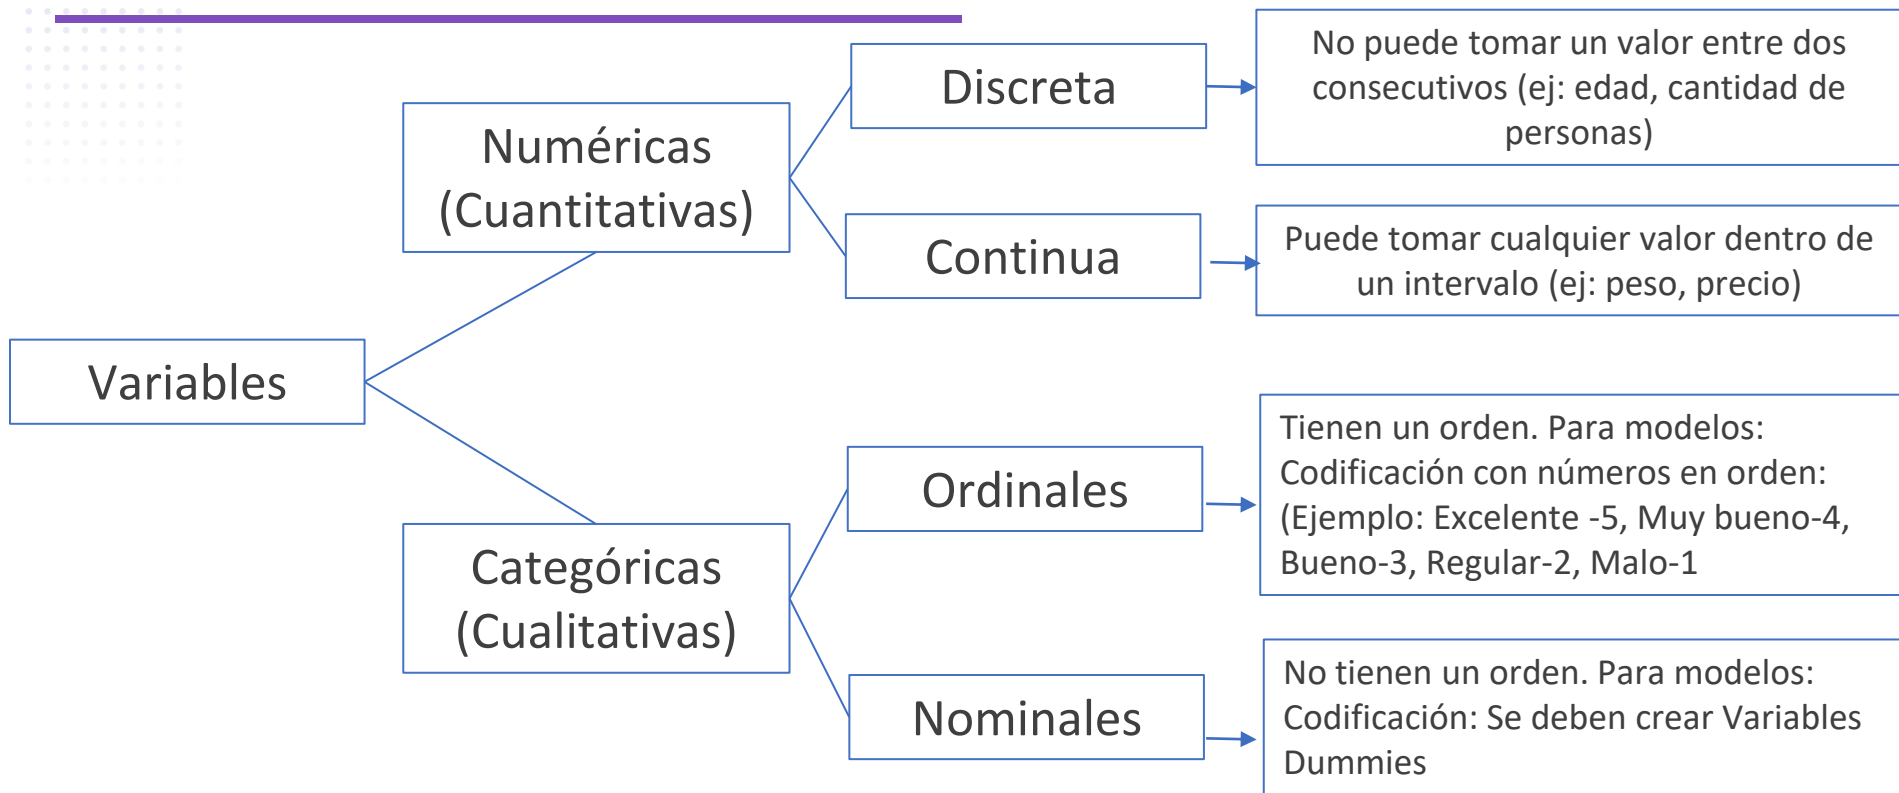 Variables
Numéricas
(Cuantitativas)
Discreta
No puede tomar un valor entre dos
consecutivos (ej: edad, cantidad de
personas)
Continua
Puede tomar cualquier valor dentro de
un intervalo (ej: peso, precio)
Categóricas
(Cualitativas)
Ordinales
Tienen un orden. Para modelos:
Codificación con números en orden:
(Ejemplo: Excelente -5, Muy bueno-4,
Bueno-3, Regular-2, Malo-1
Nominales
No tienen un orden. Para modelos:
Codificación: Se deben crear Variables
Dummies